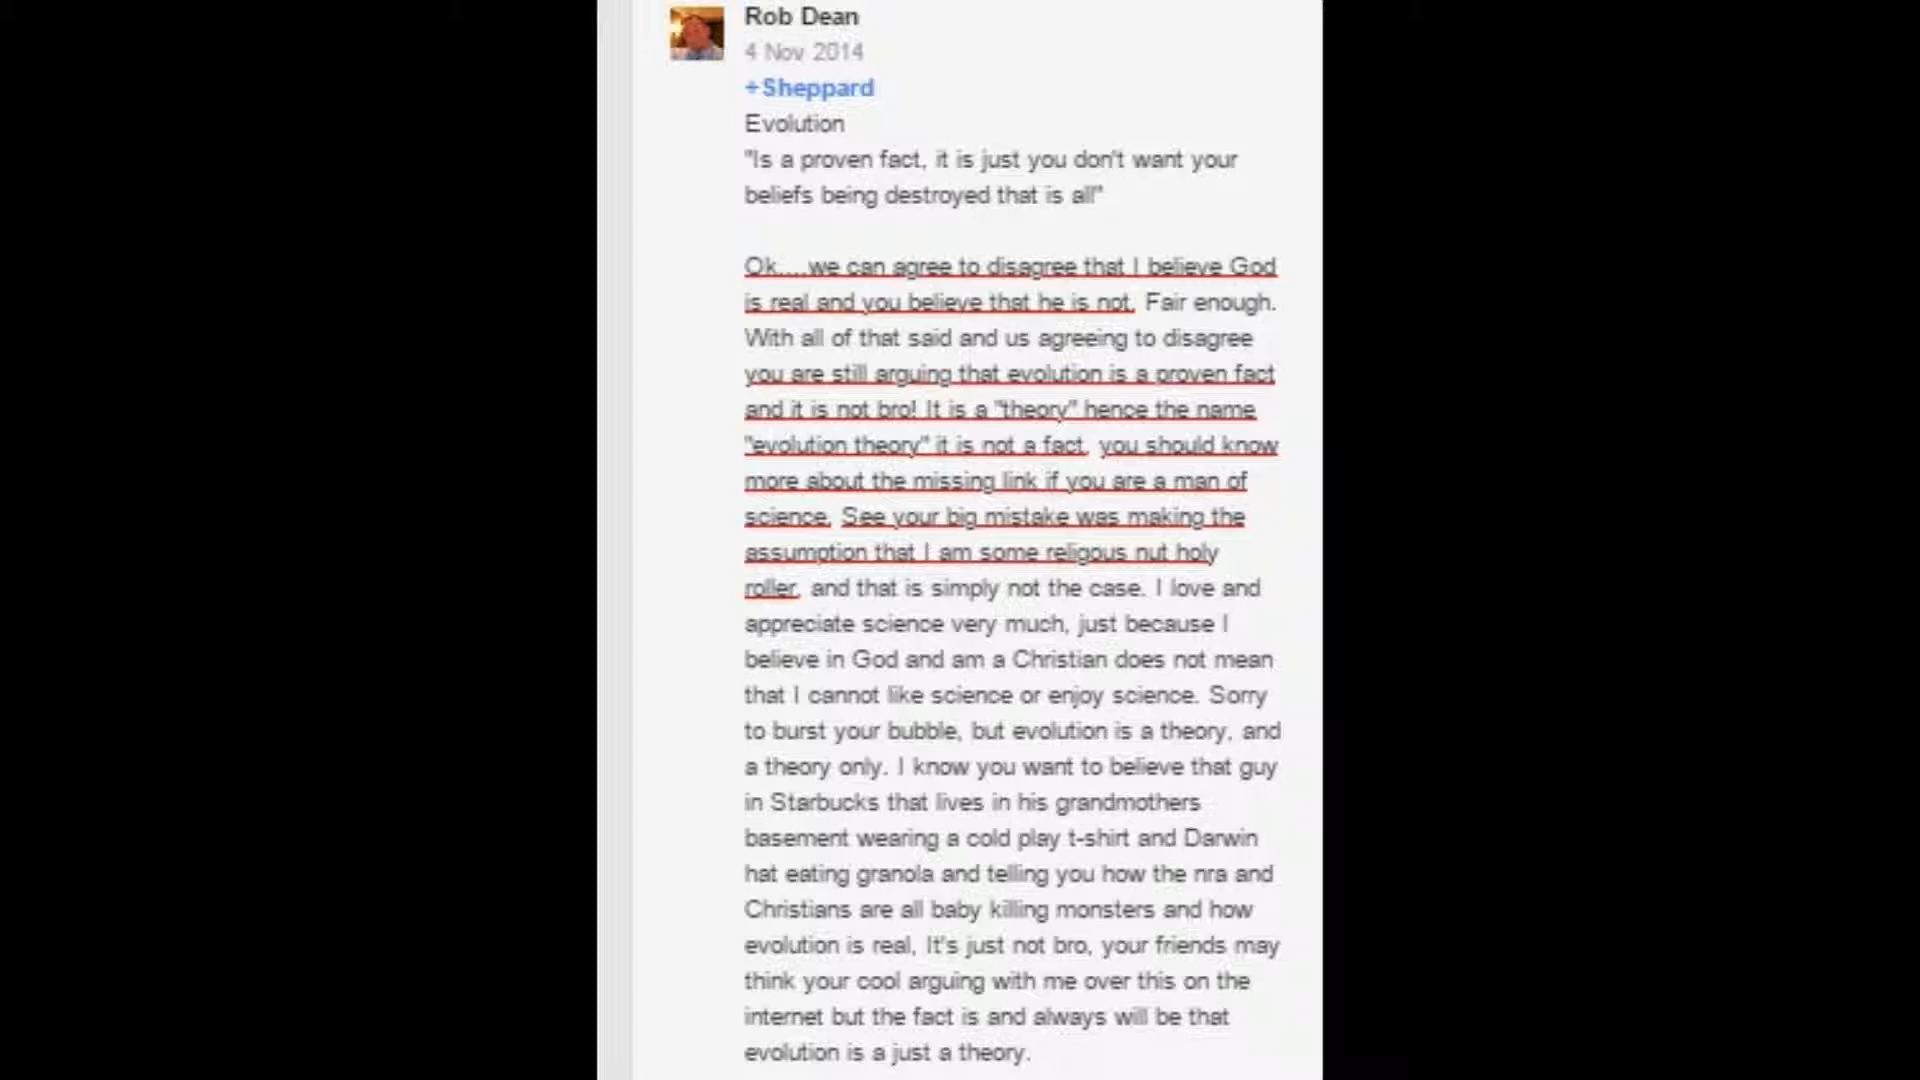 Rob Dean
4 Nov 2014
+Sheppard
Evolution
"Is a proven fact, it is just you don't want your
beliefs being destroyed that is all"
Ok....we can agree to disagree that I believe God
is real and you believe that he is not. Fair enough.
With all of that said and us agreeing to disagree
you are still arguing that evolution is a proven fact
and it is not bro! It is a "theory" hence the name
"evolution theory" it is not a fact, you should know
more about the missing link if you are a man of
science. See your big mistake was making the
assumption that I am some religous nut holy
roller, and that is simply not the case. I love and
appreciate science very much, just because I
believe in God and am a Christian does not mean
that I cannot like science or enjoy science. Sorry
to burst your bubble, but evolution is a theory, and
a theory only. I know you want to believe that guy
in Starbucks that lives in his grandmothers
basement wearing a cold play t-shirt and Darwin
hat eating granola and telling you how the nra and
Christians are all baby killing monsters and how
evolution is real, It's just not bro, your friends may
think your cool arguing with me over this on the
internet but the fact is and always will be that
evolution is a just a theory.